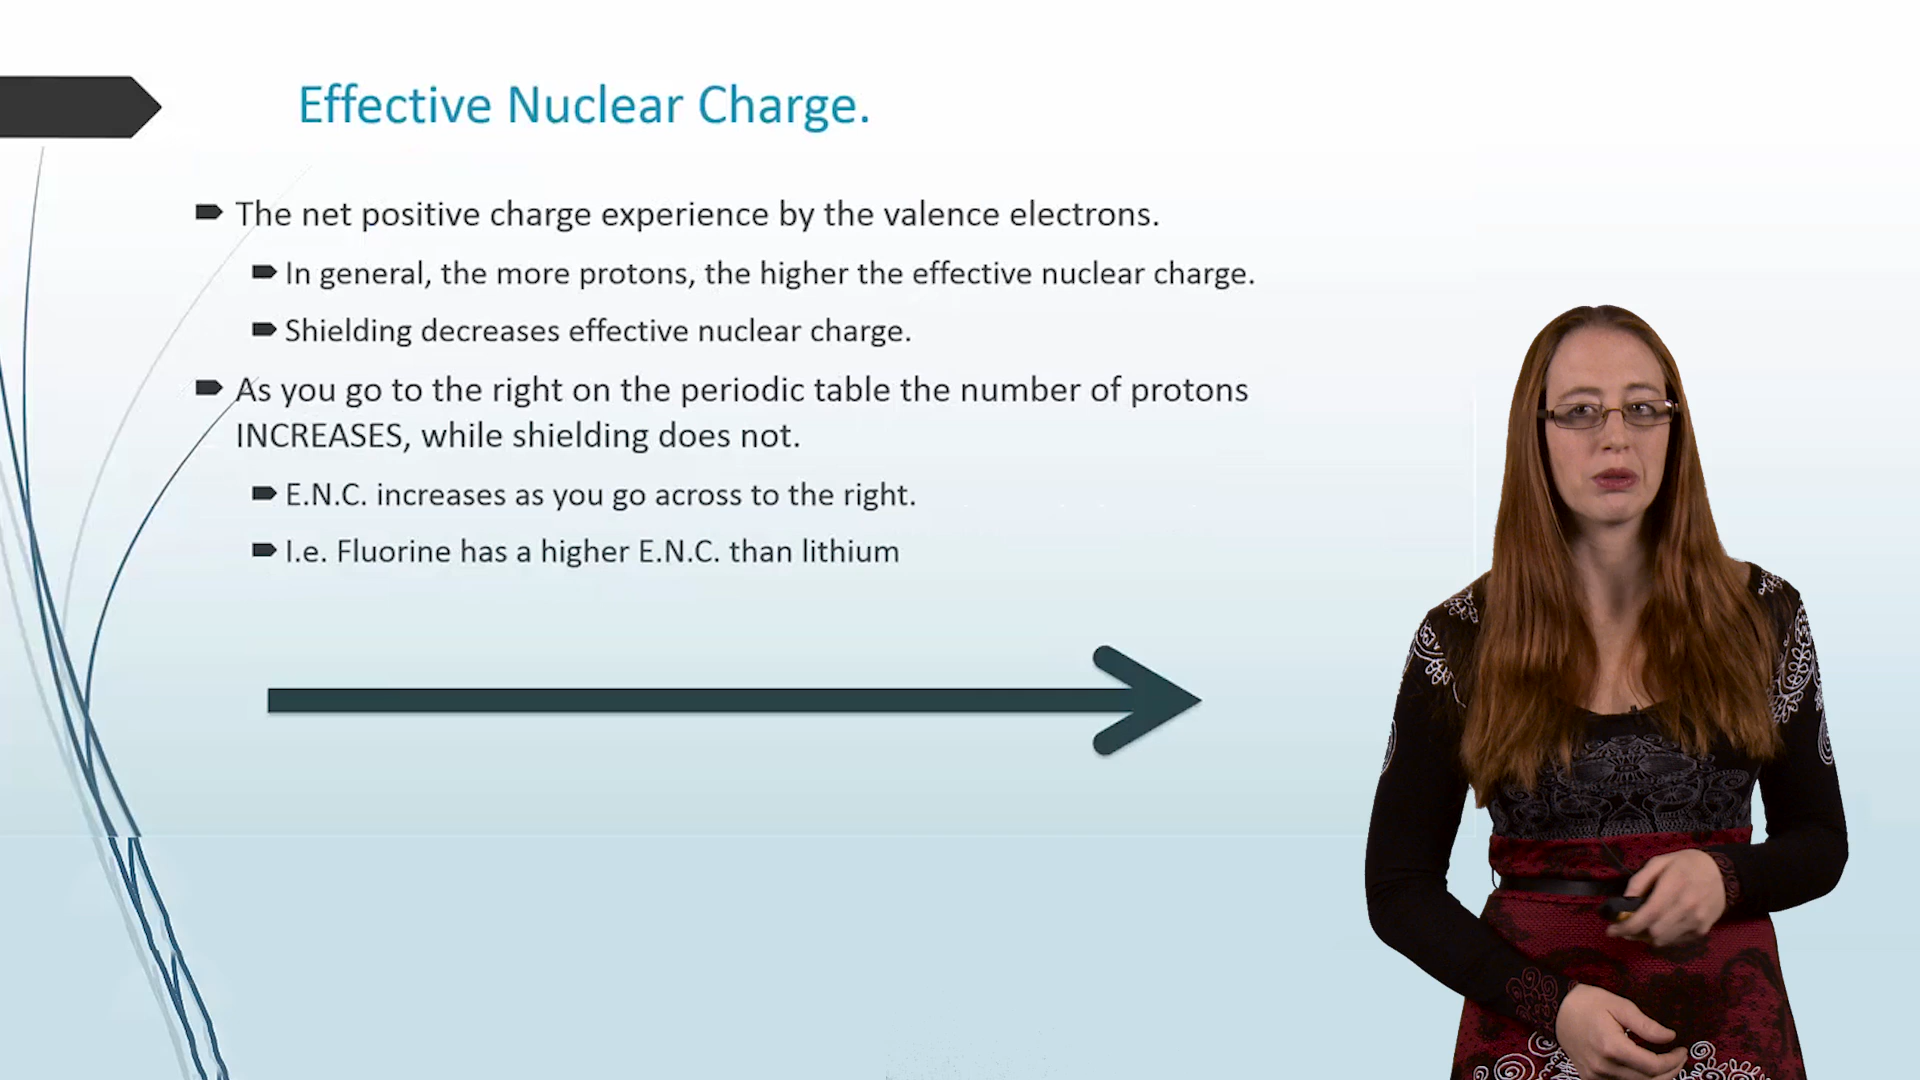 Effective Nuclear Charge.
The net positive charge experience by the valence electrons.
In general, the more protons, the higher the effective nuclear charge.
Shielding decreases effective nuclear charge.
As you go to the right on the periodic table the number of protons
INCREASES, while shielding does not.
E.N.C. increases as you go across to the right.
I.e. Fluorine has a higher E.N.C. than lithium